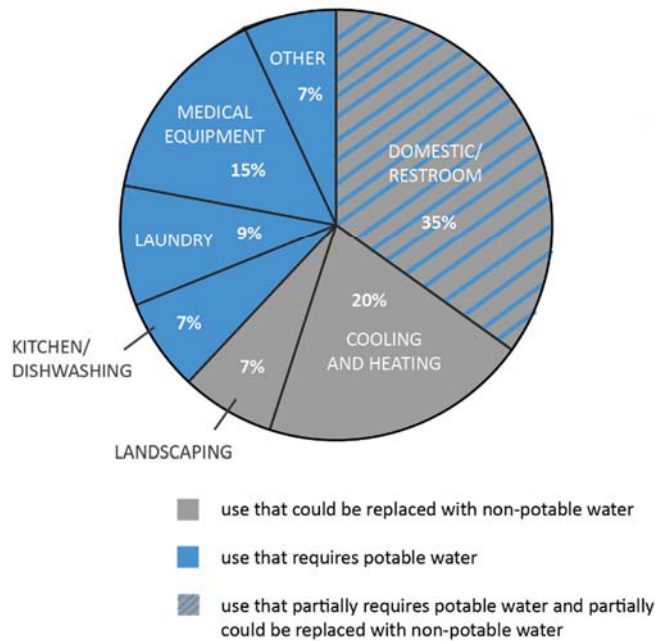 OTHER
7%
MEDICAL
EQUIPMENT
15%
DOMESTIC/
RESTROOM
35%
LAUNDRY
9%
20%
COOLING
AND HEATING
7%
KITCHEN/
DISHWASHING
7%
LANDSCAPING
use that could be replaced with non-potable water
use that requires potable water
use that partially requires potable water and partially
could be replaced with non-potable water